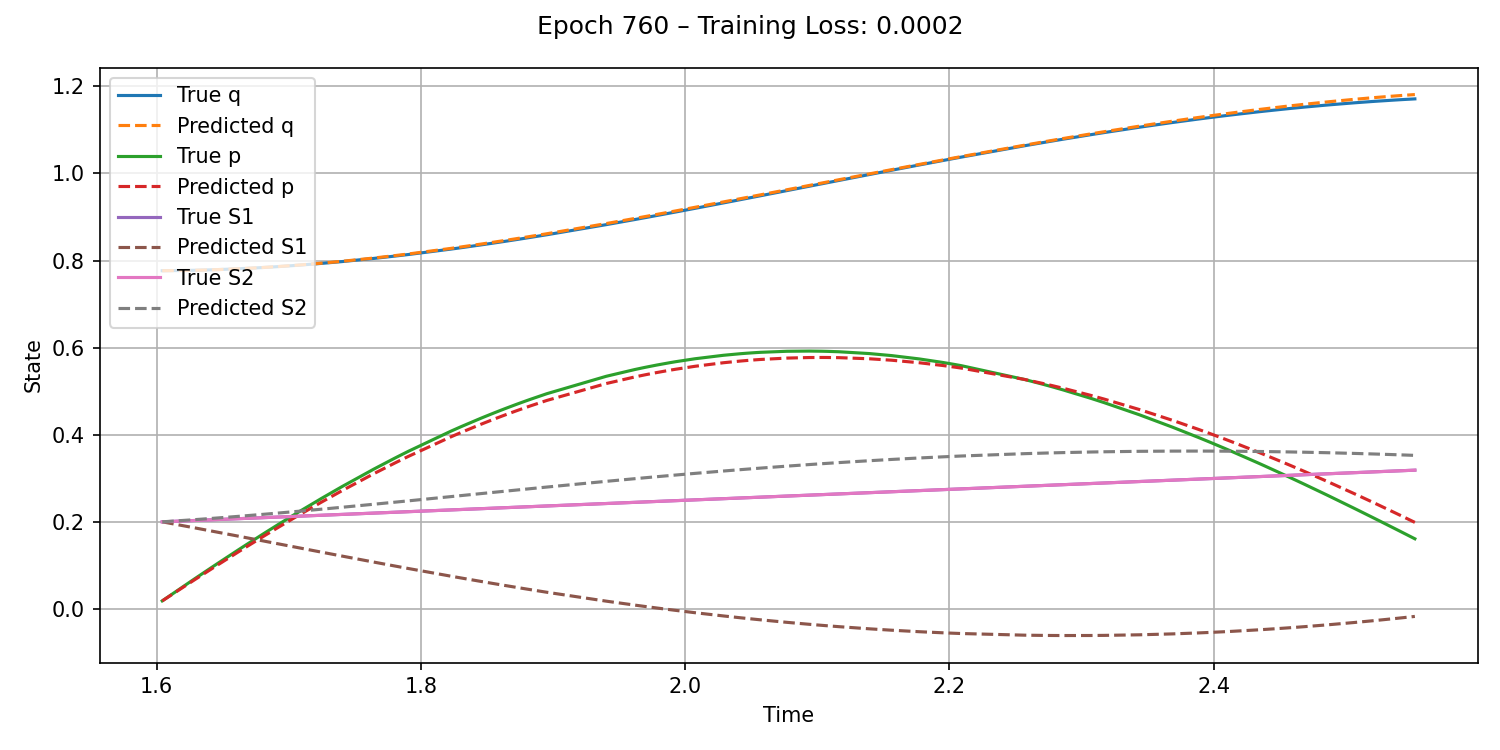 Epoch 760 – Training Loss: 0.0002
1.2
1.0
0.8
0.6
0.4
0.2
0.0
State
True q
Predicted q
True p
Predicted p
True S1
Predicted S1
True S2
Predicted S2
1.6 1.8 2.0 2.2 2.4
Time